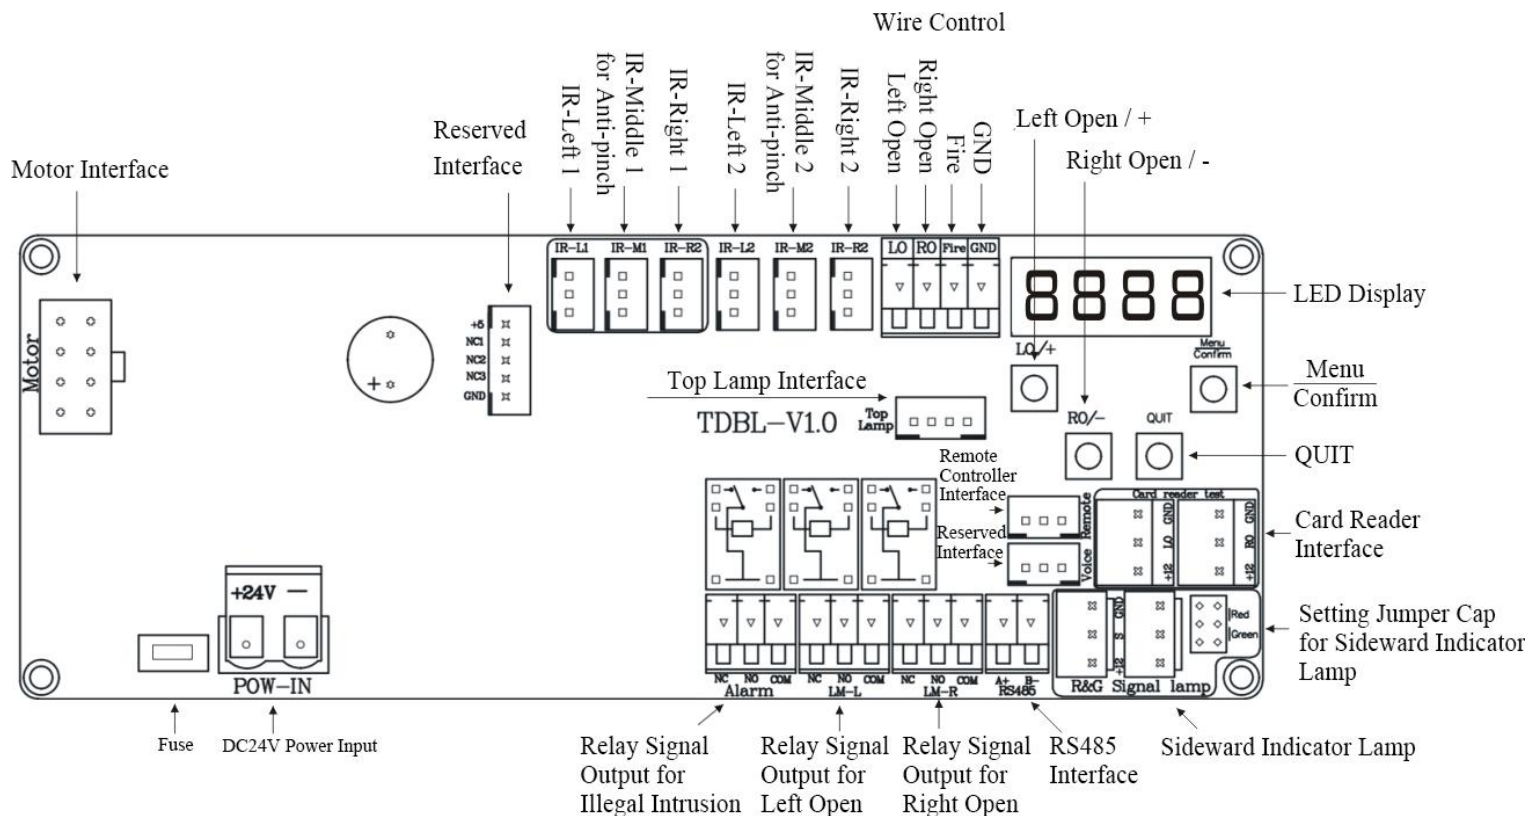 Wire Control
IR-Left 1
IR-Middle 1
for Anti-pinch
IR-Right 1
IR-Left 2
IR-Middle 2
for Anti-pinch
IR-Right 2
Left Open
Right Open
Fire
GND
Left Open / +
Right Open / -
Reserved
Interface
Motor Interface
IR-L1
IR-M1
IR-R2
IR-L2
IR-M2
IR-R2
LO
RO
Fire
GND
8888
LED Display
Motor
+5
NC1
NC2
NC3
GND
+
LO/+
Menu
Confirm
Menu
Confirm
Top Lamp Interface
TDBL-V1.0
Top
Lamp
RO/-
QUIT
QUIT
Remote
Controller
Interface
Remote
Reserved
Interface
Voice
Card reader test
GND
LO
+12
GND
RO
+12
Card Reader
Interface
+24V —
POW-IN
GND
S
+12
Red
Green
Setting Jumper Cap
for Sideward Indicator
Lamp
NC NO COM
Alarm
NC NO COM
LM-L
NC NO COM
LM-R
A+ B-
RS485
R&G Signal lamp
Fuse
DC24V Power Input
Relay Signal
Output for
Illegal Intrusion
Relay Signal
Output for
Left Open
Relay Signal
Output for
Right Open
RS485
Interface
Sideward Indicator Lamp